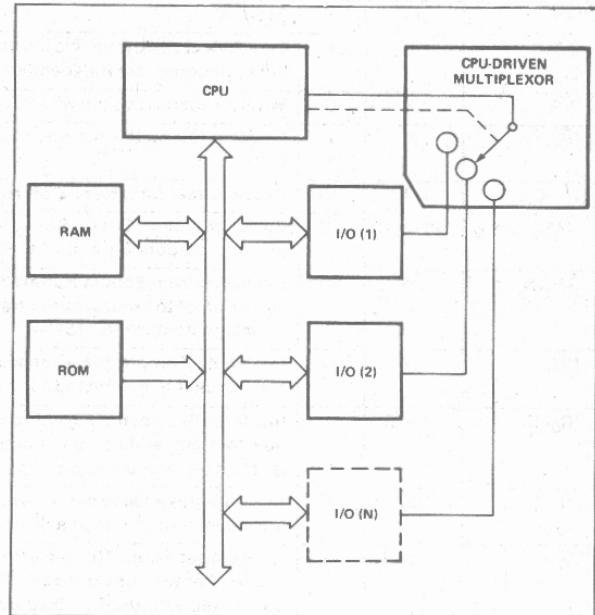 CPU
CPU-DRIVEN
MULTIPLEXOR
RAM
I/O (1)
ROM
I/O (2)
I/O (N)